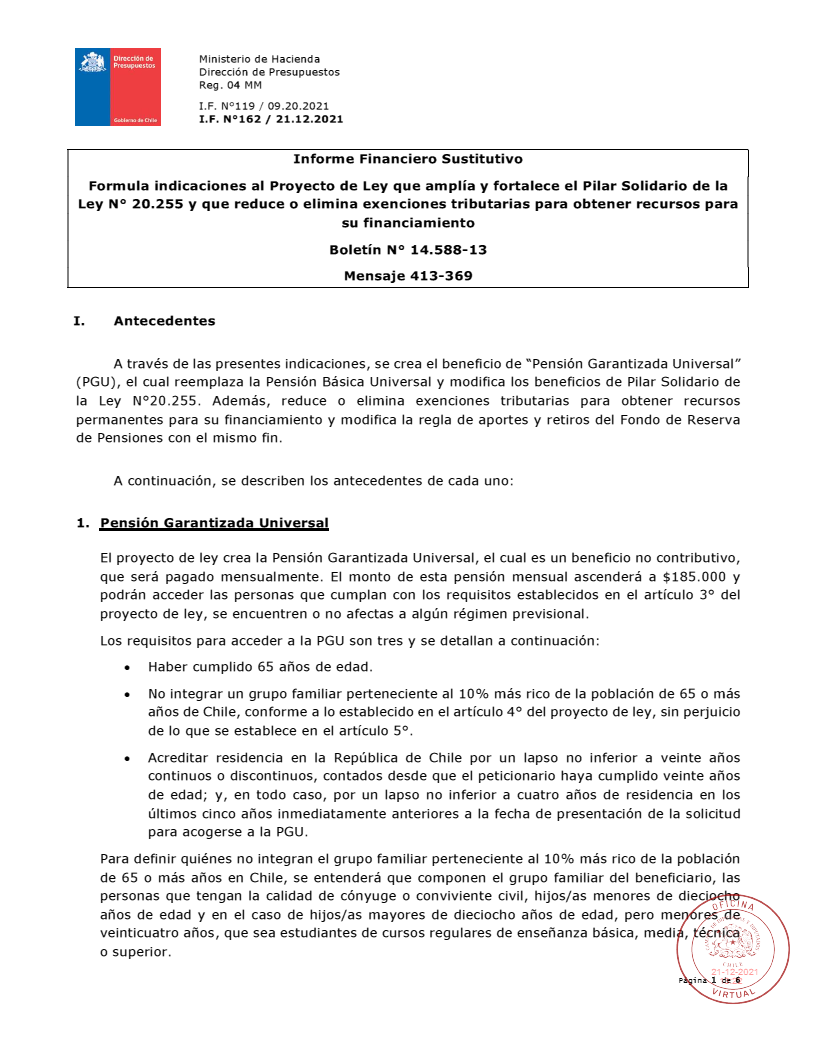 Dirección de
Presupuestos
Gobierno de Chile
Ministerio de Hacienda
Dirección de Presupuestos
Reg. 04 MM
I.F. N°119 / 09.20.2021
I.F. N°162 / 21.12.2021
Informe Financiero Sustitutivo
Formula indicaciones al Proyecto de Ley que amplía y fortalece el Pilar Solidario de la
Ley N° 20.255 y que reduce o elimina exenciones tributarias para obtener recursos para
su financiamiento
Boletín N° 14.588-13
Mensaje 413-369
I. Antecedentes
A través de las presentes indicaciones, se crea el beneficio de “Pensión Garantizada Universal”
(PGU), el cual reemplaza la Pensión Básica Universal y modifica los beneficios de Pilar Solidario de
la Ley N°20.255. Además, reduce o elimina exenciones tributarias para obtener recursos
permanentes para su financiamiento y modifica la regla de aportes y retiros del Fondo de Reserva
de Pensiones con el mismo fin.
A continuación, se describen los antecedentes de cada uno:
1. Pensión Garantizada Universal
El proyecto de ley crea la Pensión Garantizada Universal, el cual es un beneficio no contributivo,
que será pagado mensualmente. El monto de esta pensión mensual ascenderá a $185.000 y
podrán acceder las personas que cumplan con los requisitos establecidos en el artículo 3° del
proyecto de ley, se encuentren o no afectas a algún régimen previsional.
Los requisitos para acceder a la PGU son tres y se detallan a continuación:
• Haber cumplido 65 años de edad.
• No integrar un grupo familiar perteneciente al 10% más rico de la población de 65 o más
años de Chile, conforme a lo establecido en el artículo 4° del proyecto de ley, sin perjuicio
de lo que se establece en el artículo 5°.
• Acreditar residencia en la República de Chile por un lapso no inferior a veinte años
continuos o discontinuos, contados desde que el peticionario haya cumplido veinte años
de edad; y, en todo caso, por un lapso no inferior a cuatro años de residencia en los
últimos cinco años inmediatamente anteriores a la fecha de presentación de la solicitud
para acogerse a la PGU.
Para definir quiénes no integran el grupo familiar perteneciente al 10% más rico de la población
de 65 o más años en Chile, se entenderá que componen el grupo familiar del beneficiario, las
personas que tengan la calidad de cónyuge o conviviente civil, hijos/as menores de dieciocho
años de edad y en el caso de hijos/as mayores de dieciocho años de edad, pero menores de
veinticuatro años, que sea estudiantes de cursos regulares de enseñanza básica, media, técnica
o superior.
OFICINA
CHILE
21-12-2021
Página 1 de 6
VIRTUAL